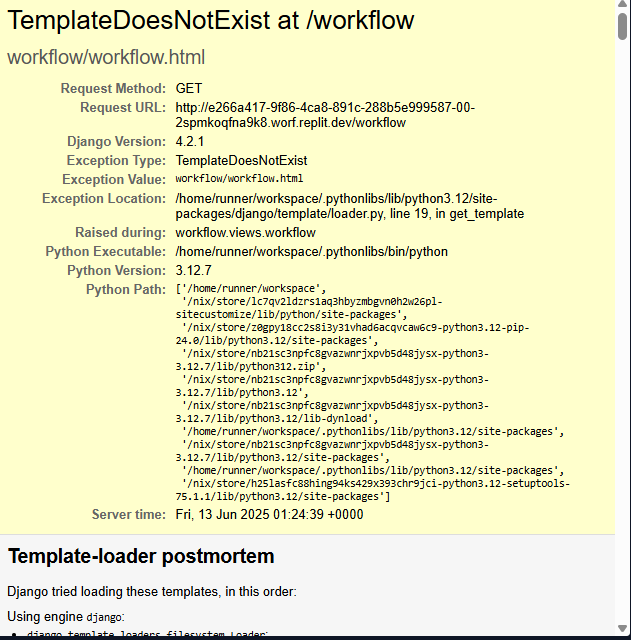 TemplateDoesNotExist at /workflow
workflow/workflow.html
Request Method: GET
Request URL: http://e266a417-9f86-4ca8-891c-288b5e999587-00-
2spmkoqfna9k8.worf.replit.dev/workflow
Django Version: 4.2.1
Exception Type: TemplateDoesNotExist
Exception Value: workflow/workflow.html
Exception Location: /home/runner/workspace/.pythonlibs/lib/python3.12/site-
packages/django/template/loader.py, line 19, in get_template
Raised during: workflow.views.workflow
Python Executable: /home/runner/workspace/.pythonlibs/bin/python
Python Version: 3.12.7
Python Path: ['/home/runner/workspace',
'/nix/store/lc7qv2ldzrs1aq3hbyzmbgvn0h2w26pl-
sitecustomize/lib/python/site-packages',
'/nix/store/z0gpy18cc2s8i3y31vhad6acqvcaw6c9-python3.12-pip-
24.0/lib/python3.12/site-packages',
'/nix/store/nb21sc3npfc8gvazwnrjxpvb5d48jysx-python3-
3.12.7/lib/python312.zip',
'/nix/store/nb21sc3npfc8gvazwnrjxpvb5d48jysx-python3-
3.12.7/lib/python3.12',
'/nix/store/nb21sc3npfc8gvazwnrjxpvb5d48jysx-python3-
3.12.7/lib/python3.12/lib-dynload',
'/home/runner/workspace/.pythonlibs/lib/python3.12/site-packages',
'/nix/store/nb21sc3npfc8gvazwnrjxpvb5d48jysx-python3-
3.12.7/lib/python3.12/site-packages',
'/home/runner/workspace/.pythonlibs/lib/python3.12/site-packages',
'/nix/store/h25lasfc88hing94ks429x393chr9jci-python3.12-setuptools-
75.1.1/lib/python3.12/site-packages']
Server time: Fri, 13 Jun 2025 01:24:39 +0000
Template-loader postmortem
Django tried loading these templates, in this order:
Using engine django:
django.template.loaders.filesystem.Loader: